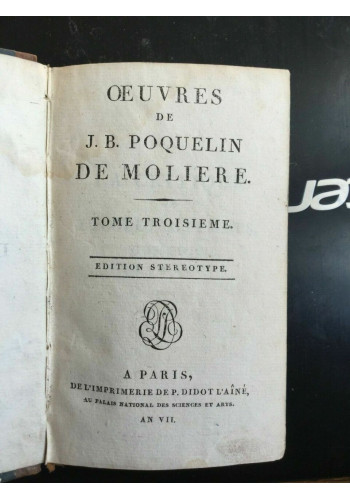 ŒUVRES
DE
J. B. POQUELIN
DE MOLIERE.
TOME TROISIEME.
EDITION STEREOTYPE.
A PARIS,
DE L'IMPRIMERIE DE P. DIDOT L'AÎNÉ,
AU PALAIS NATIONAL DES SCIENCES ET ARTS.
AN VII.